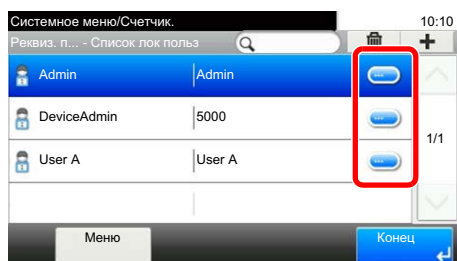 Системное меню/Счетчик. 10:10
Реквиз. п... - Список лок польз
Admin Admin
DeviceAdmin 5000
1/1
User A User A
Меню Конец